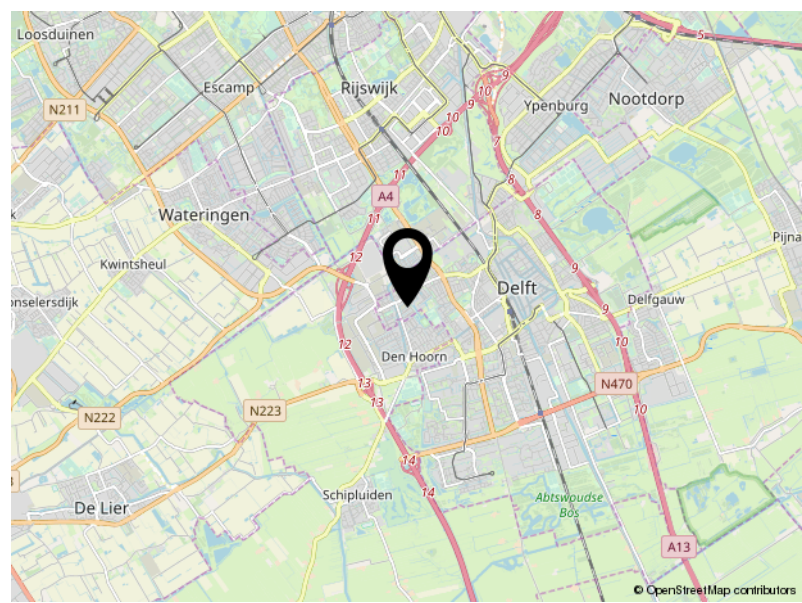 Loosduinen
5
Escamp
Rijswijk
9
10
9
Nootdorp
Ypenburg
N211
10
10
7
11
8
A4
k
Wateringen
11
8
Pijna
12
Kwintsheul
9
Delft
onselersdijk
Delfgauw
9
12
10
Den Hoorn
13
N470
13
N223
10
N222
14
Schipluiden
14
Abtswoudse
Bos
De Lier
A13
© OpenStreetMap contributors